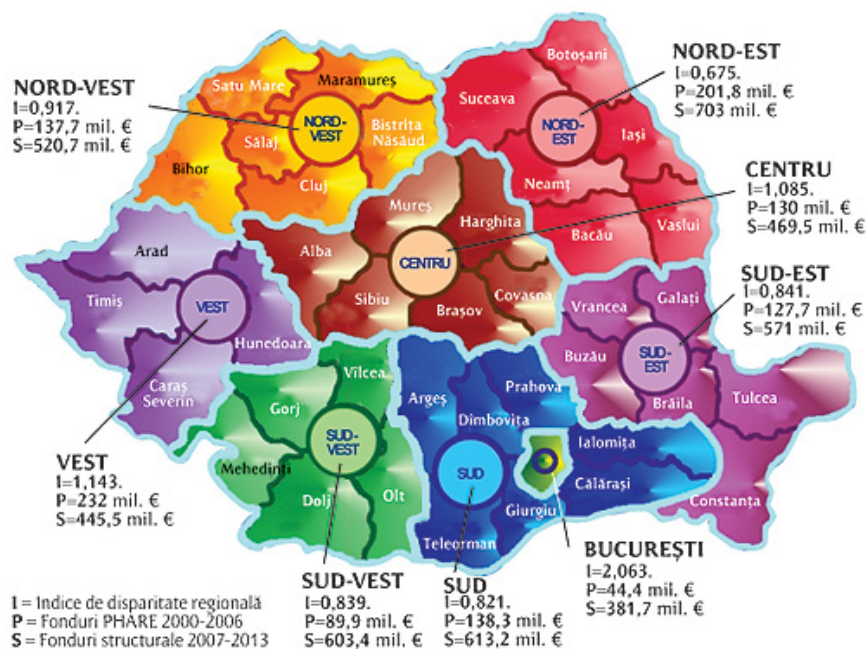 NORD-VEST
I=0,917.
P=137,7 mil. €
S=520,7 mil. €
NORD-EST
I=0,675.
P=201,8 mil. €
S=703 mil. €
CENTRU
I=1,085.
P=130 mil. €
S=469,5 mil. €
SUD-EST
I=0,841.
P=127,7 mil. €
S=571 mil. €
Satu Mare
Maramureș
Sălaj
NORD-
VEST
Bistrița
Năsăud
Bihor
Cluj
Botoșani
Suceava
NORD-
EST
Iași
Neamț
Bacău
Vaslui
Mureș
Harghita
Alba
CENTRU
Sibiu
Brașov
Covasna
Arad
Timiș
VEST
Hunedoara
Caraș
Severin
Vrancea
Galați
Buzău
SUD-
EST
Brăila
Tulcea
Constanța
Vîlcea
Gorj
SUD-
VEST
Mehedinți
Dolj
Olt
Argeș
Prahova
Dîmbovița
Ialomița
SUD
Călărași
Giurgiu
Teleorman
VEST
I=1,143.
P=232 mil. €
S=445,5 mil. €
SUD-VEST
I=0,839.
P=89,9 mil. €
S=603,4 mil. €
SUD
I=0,821.
P=138,3 mil. €
S=613,2 mil. €
BUCUREȘTI
I=2,063.
P=44,4 mil. €
S=381,7 mil. €
I = Indice de disparitate regională
P = Fonduri PHARE 2000-2006
S = Fonduri structurale 2007-2013